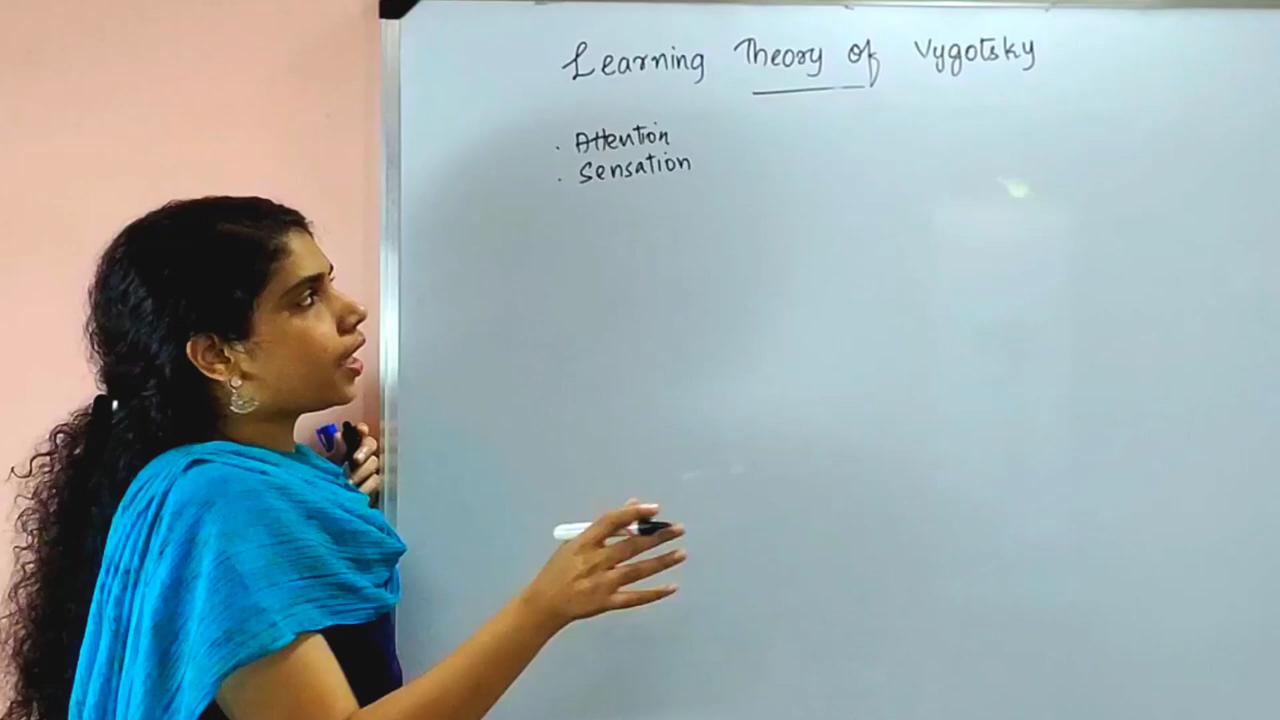 Learning Theory of Vygotsky
. Attention
. Sensation